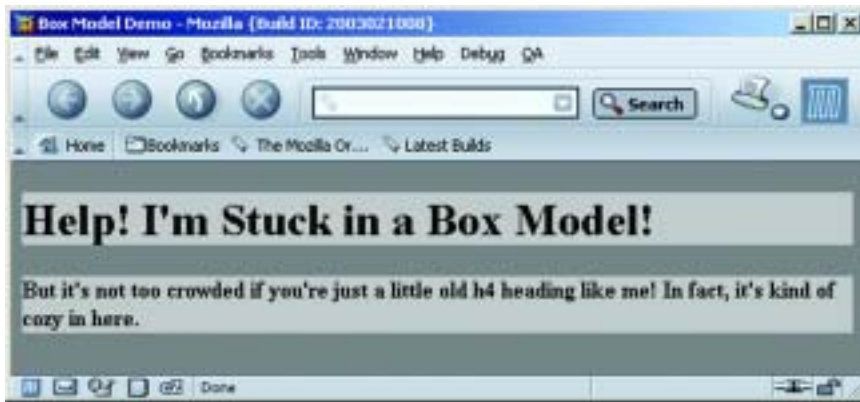 Box Model Demo - Mozilla {Build ID: 2003021008}
File Edit View Go Bookmarks Tools Window Help Debug QA
Search
Home Bookmarks The Mozilla Or... Latest Builds
Help! I'm Stuck in a Box Model!
But it's not too crowded if you're just a little old h4 heading like me! In fact, it's kind of
cozy in here.
Done